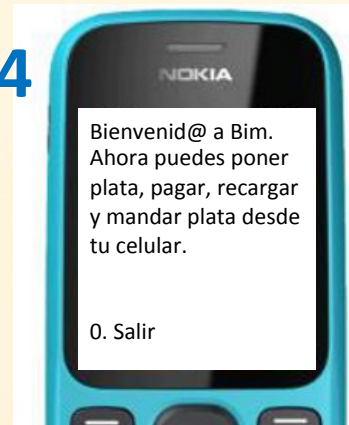 4
NOKIA
Bienvenid@ a Bim.
Ahora puedes poner
plata, pagar, recargar
y mandar plata desde
tu celular.
0. Salir